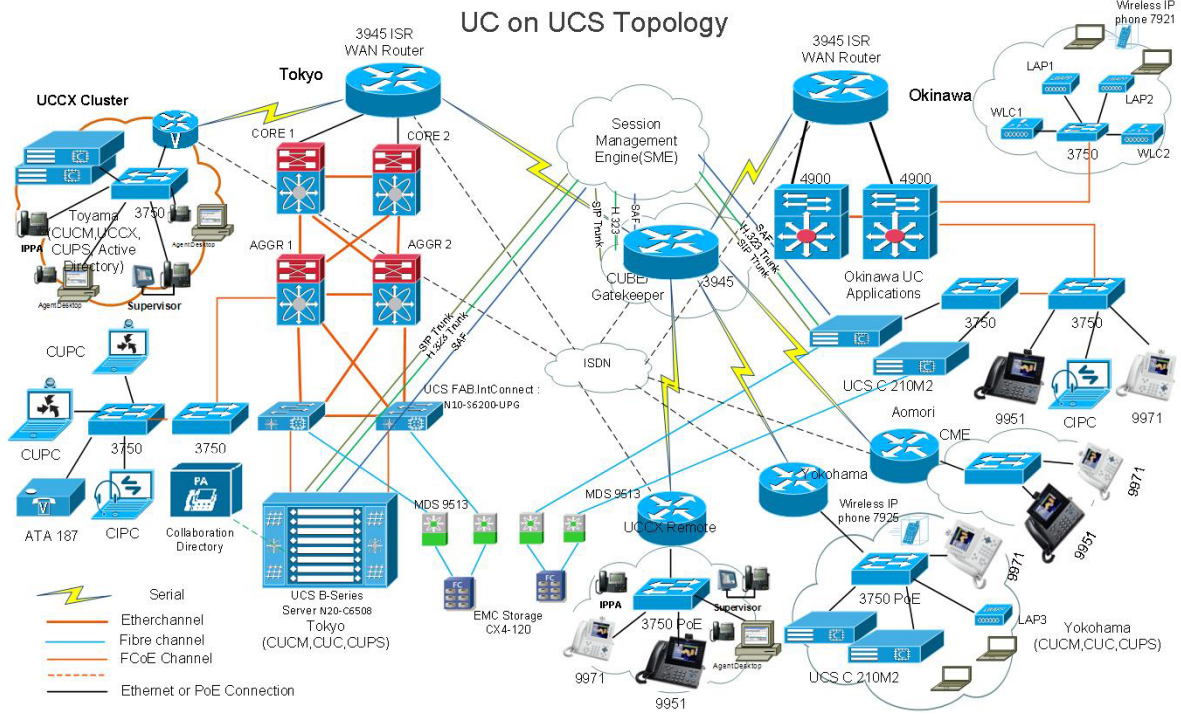 UC on UCS Topology
Wireless IP
phone 7921
3945 ISR
WAN Router
3945 ISR
WAN Router
Tokyo
Okinawa
UCCX Cluster
LAP1
LAP2
WLC1
WLC2
3750
CORE 1
CORE 2
V
Session
Management
Engine(SME)
4900
4900
3750
Toyama
(CUCM,UCCX,
CUPS, Active
Directory)
IPPA
AgentDesktop
AgentDesktop
Supervisor
AGGR 1
AGGR 2
SIP Trunk
H.323
SAF
CUBE/
Gatekeeper
3945
SAF
H.323 Trunk
SIP Trunk
Okinawa UC
Applications
3750
3750
SIP Trunk
H.323 Trunk
SAF
ISDN
UCS C 210M2
9951
CIPC
9971
CUPC
CUPC
UCS FAB.IntConnect :
N10-S6200-UPG
3750
3750
ATA 187
V
CIPC
PA
Collaboration
Directory
MDS 9513
MDS 9513
FC
FC
EMC Storage
CX4-120
UCS B-Series
Server N20-C6508
Tokyo
(CUCM,CUC,CUPS)
Aomori
CME
9971
9951
Yokohama
Wireless IP
phone 7925
9971
3750 PoE
LAP3
UCS C 210M2
Yokohama
(CUCM,CUC,CUPS)
UCCX Remote
IPPA
Supervisor
3750 PoE
AgentDesktop
9971
9951
Serial
Etherchannel
Fibre channel
FCoE Channel
Ethernet or PoE Connection